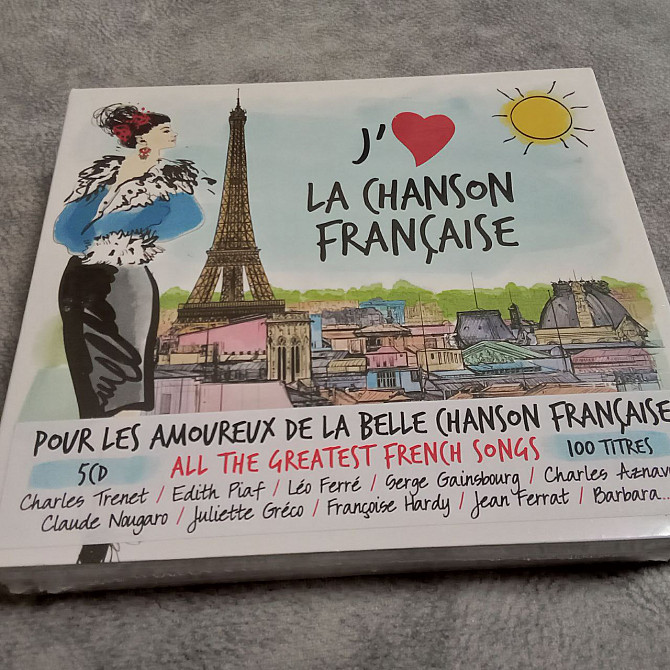 J'❤
LA CHANSON
FRANÇAISE
POUR LES AMOUREUX DE LA BELLE CHANSON FRANÇAISE
5CD ALL THE GREATEST FRENCH SONGS 100 TITRES
Charles Trenet / Edith Piaf / Léo Ferré / Serge Gainsbourg / Charles Aznav
Claude Nougaro / Juliette Gréco / Françoise Hardy / Jean Ferrat / Barbara...